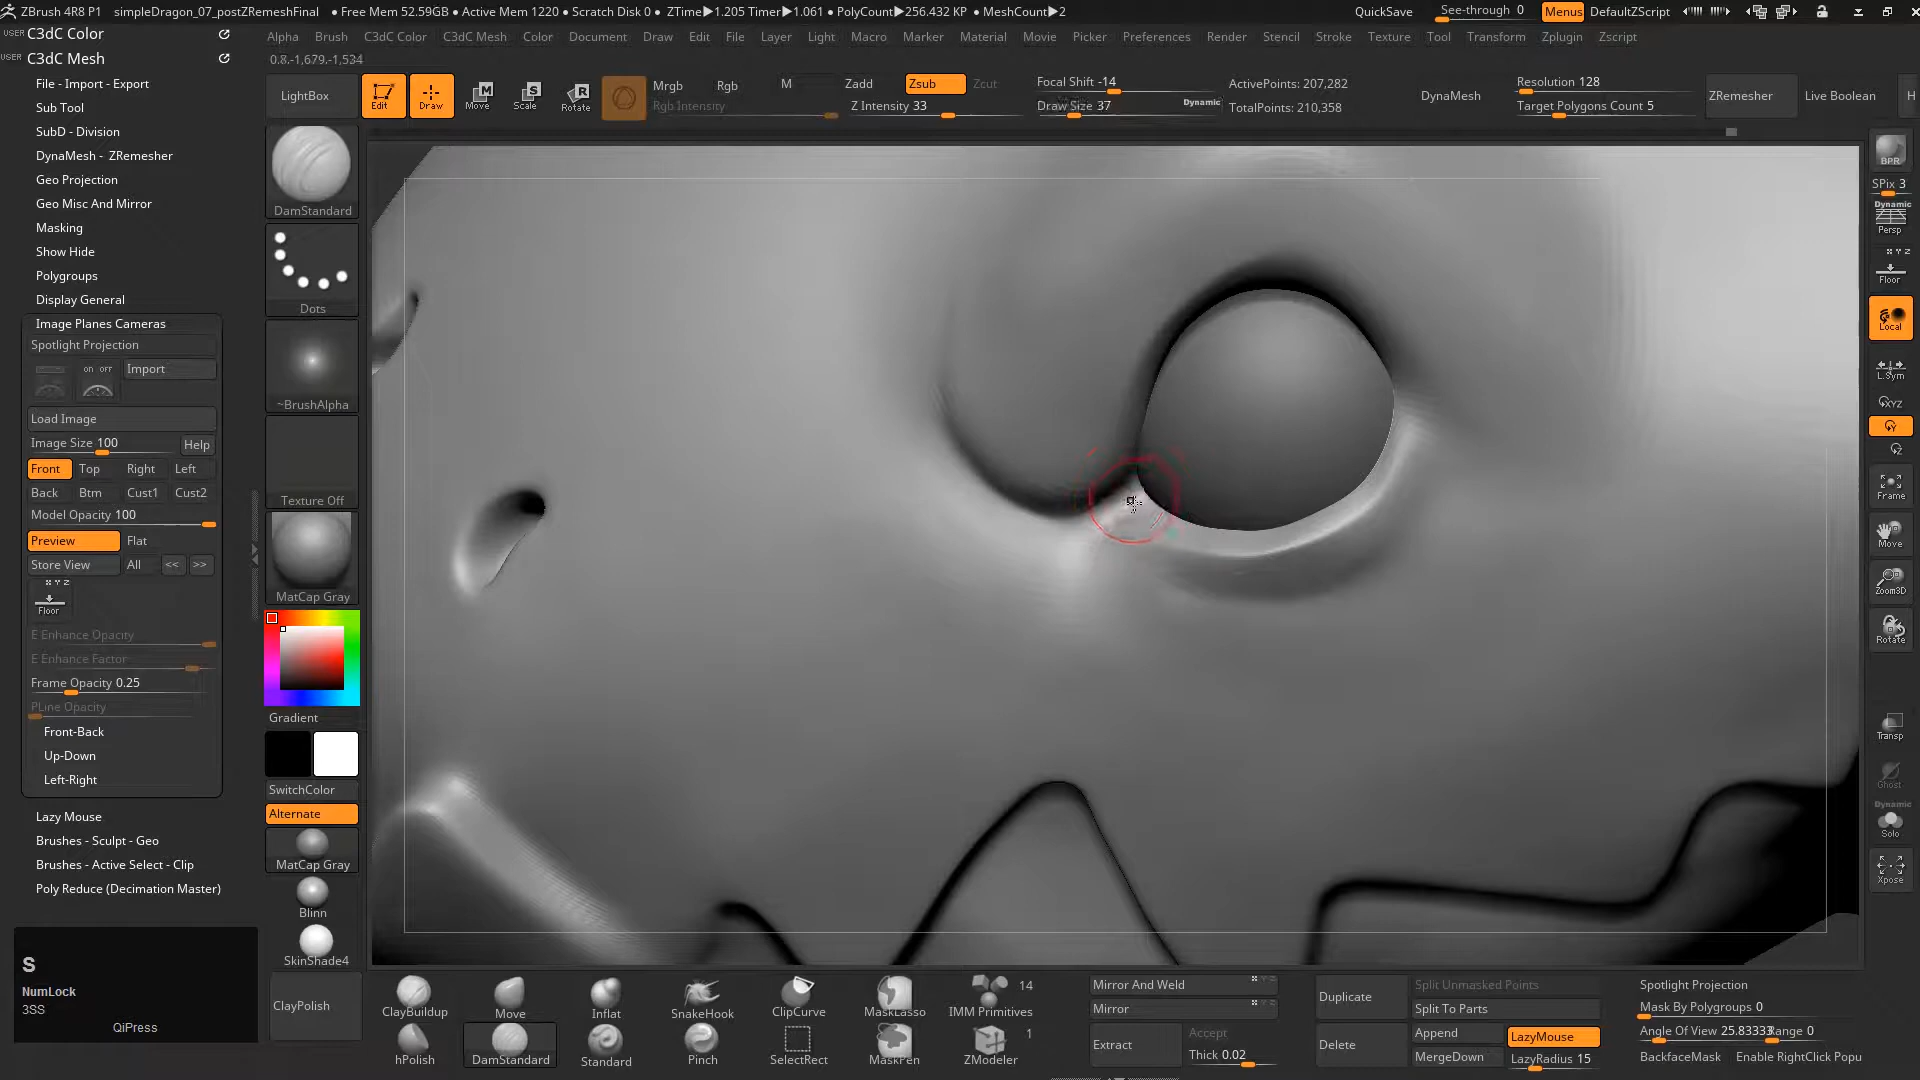 ZBrush 4R8 P1 simpleDragon_07_postZRemeshFinal ● Free Mem 52.59GB ● Active Mem 1220 ● Scratch Disk 0 ● ZTime▶1.205 Timer▶1.061 ● PolyCount▶256.432 KP ● MeshCount▶2 QuickSave See-through 0 Menus DefaultZScript
USER C3dC Color
Alpha Brush C3dC Color C3dC Mesh Color Document Draw Edit File Layer Light Macro Marker Material Movie Picker Preferences Render Stencil Stroke Texture Tool Transform Zplugin Zscript
USER C3dC Mesh
0.8,-1,679,-1,534
File - Import - Export
Sub Tool
SubD - Division
DynaMesh - ZRemesher
Geo Projection
Geo Misc And Mirror
Masking
Show Hide
Polygroups
Display General
Image Planes Cameras
Spotlight Projection
ON OFF Import
Load Image
Image Size 100 Help
Front Top Right Left
Back Btm Cust1 Cust2
Model Opacity 100
Preview Flat
Store View All << >>
X Y Z
Floor
E Enhance Opacity
E Enhance Factor
Frame Opacity 0.25
PLine Opacity
Front-Back
Up-Down
Left-Right
Lazy Mouse
Brushes - Sculpt - Geo
Brushes - Active Select - Clip
Poly Reduce (Decimation Master)
S
NumLock
3SS
QiPress
LightBox Edit Draw Move Scale Rotate
Mrgb Rgb M Zadd Zsub Zcut
Rgb Intensity Z Intensity 33
Focal Shift -14
Draw Size 37 Dynamic
ActivePoints: 207,282
TotalPoints: 210,358
DynaMesh
Resolution 128
Target Polygons Count 5
ZRemesher Live Boolean H
DamStandard
Dots
~BrushAlpha
Texture Off
MatCap Gray
Gradient
SwitchColor
Alternate
MatCap Gray
Blinn
SkinShade4
ClayPolish
BPR
SPix 3
Dynamic
Persp
X Y Z
Floor
Local
L.Sym
XYZ
Y
Z
Frame
Move
Zoom3D
Rotate
Transp
Ghost
Dynamic
Solo
Xpose
ClayBuildup Move Inflat SnakeHook ClipCurve MaskLasso IMM Primitives 14
hPolish DamStandard Standard Pinch SelectRect MaskPen ZModeler 1
Mirror And Weld
Mirror
Extract Accept
Thick 0.02
Duplicate
Delete
Split Unmasked Points
Split To Parts
Append LazyMouse
MergeDown LazyRadius 15
Spotlight Projection
Mask By Polygroups 0
Angle Of View 25.83333 Range 0
BackfaceMask Enable RightClick Popu